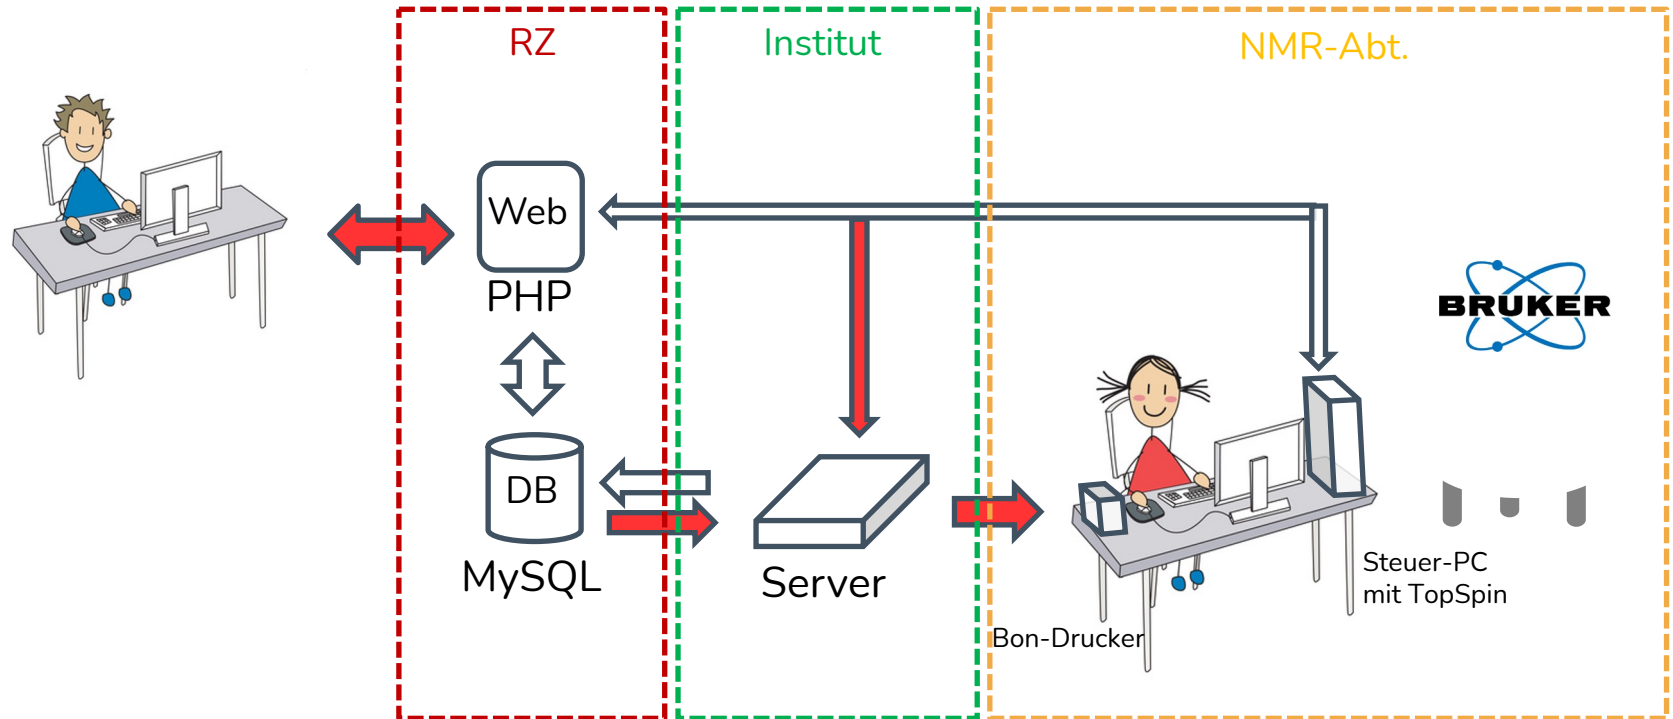 RZ
Institut
NMR-Abt.
Web
PHP
BRUKER
DB
MySQL
Server
Steuer-PC
mit TopSpin
Bon-Drucker